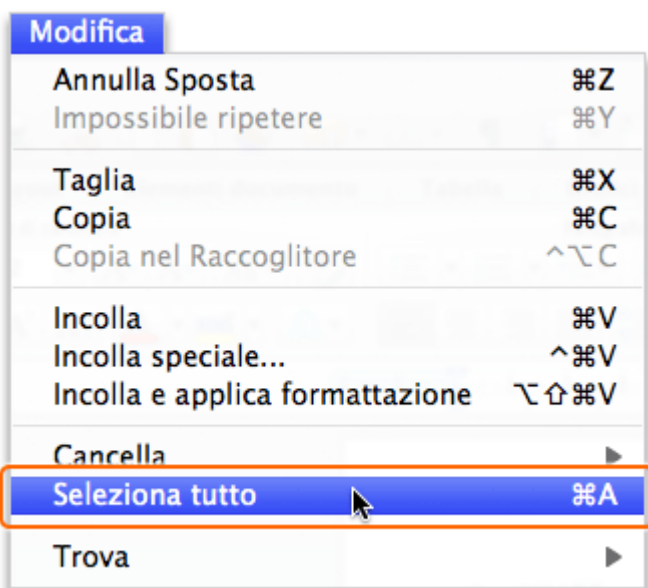 Modifica
Annulla Sposta ⌘Z
Impossibile ripetere ⌘Y
Taglia ⌘X
Copia ⌘C
Copia nel Raccoglitore ^⌥C
Incolla ⌘V
Incolla speciale... ^⌘V
Incolla e applica formattazione ⌥⇧⌘V
Cancella ▶
Seleziona tutto ⌘A
Trova ▶